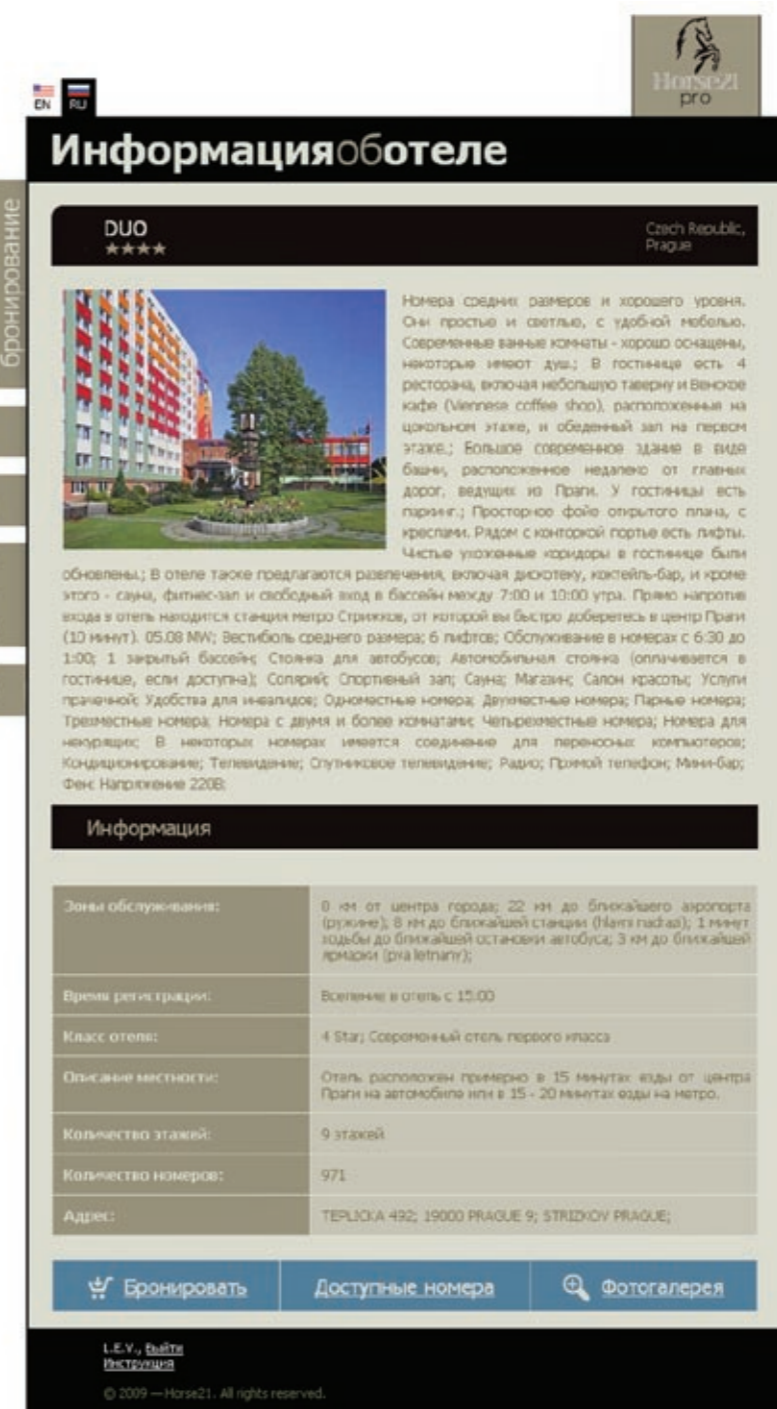 Horse21
pro
EN
RU
Информацияоботеле
бронирование
DUO
★★★★
Czech Republic,
Prague
Номера средних размеров и хорошего уровня.
Они простые и светлые, с удобной мебелью.
Современные ванные комнаты - хорошо оснащены,
некоторые имеют душ.; В гостинице есть 4
ресторана, включая небольшую таверну и Венское
кафе (Viennese coffee shop), расположенные на
цокольном этаже, и обеденный зал на первом
этаже.; Большое современное здание в виде
башни, расположенное недалеко от главных
дорог, ведущих из Праги. У гостиницы есть
паркинг.; Просторное фойе открытого плана, с
креслами. Рядом с конторкой портье есть лифты.
Чистые ухоженные коридоры в гостинице были
обновлены.; В отеле также предлагаются развлечения, включая дискотеку, коктейль-бар, и кроме
этого - сауна, фитнес-зал и свободный вход в бассейн между 7:00 и 10:00 утра. Прямо напротив
входа в отель находится станция метро Стрижков, от которой вы быстро доберетесь в центр Праги
(10 минут). 05.08 MW; Вестибюль среднего размера; 6 лифтов; Обслуживание в номерах с 6:30 до
1:00; 1 закрытый бассейн; Стоянка для автобусов; Автомобильная стоянка (оплачивается в
гостинице, если доступна); Солярий; Спортивный зал; Сауна; Магазин; Салон красоты; Услуги
прачечной; Удобства для инвалидов; Одноместные номера; Двухместные номера; Парные номера;
Трехместные номера; Номера с двумя и более комнатами; Четырехместные номера; Номера для
некурящих; В некоторых номерах имеется соединение для переносных компьютеров;
Кондиционирование; Телевидение; Спутниковое телевидение; Радио; Прямой телефон; Мини-бар;
Фен; Напряжение 220В;
Информация
Зоны обслуживания:
км от центра города; 22 км до ближайшего аэропорта
(ружине); 8 км до ближайшей станции (hlavni nadrazi); 1 минут
ходьбы до ближайшей остановки автобуса; 3 км до ближайшей
ярмарки (pva letnany);
Время регистрации:
Вселение в отель с 15:00
Класс отеля:
4 Star; Современный отель первого класса
Описание местности:
Отель расположен примерно в 15 минутах езды от центра
Праги на автомобиле или в 15 - 20 минутах езды на метро.
Количество этажей:
9 этажей
Количество номеров:
971
Адрес:
TEPLICKA 492; 19000 PRAGUE 9; STRIZKOV PRAGUE;
Бронировать
Доступные номера
Фотогалерея
L.E.V., Выйти
Инструкция
© 2009 — Horse21. All rights reserved.